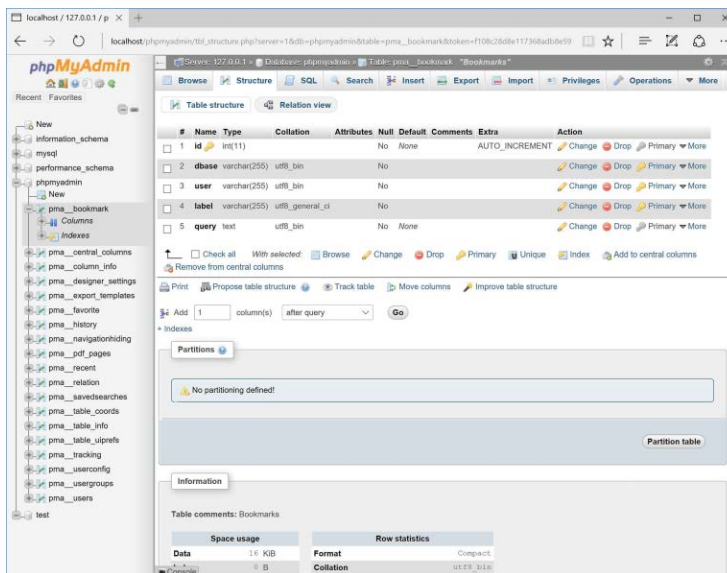 localhost / 127.0.0.1 / p
localhost/phpmyadmin/tbl_structure.php?server=1&db=phpmyadmin&table=pma__bookmark&token=f108c28d8e117368adb8e59
phpMyAdmin
Recent Favorites
New
information_schema
mysql
performance_schema
phpmyadmin
New
pma__bookmark
Columns
Indexes
pma__central_columns
pma__column_info
pma__designer_settings
pma__export_templates
pma__favorite
pma__history
pma__navigationhiding
pma__pdf_pages
pma__recent
pma__relation
pma__savedsearches
pma__table_coords
pma__table_info
pma__table_uiprefs
pma__tracking
pma__userconfig
pma__usergroups
pma__users
test
Server: 127.0.0.1 » Database: phpmyadmin » Table: pma__bookmark "Bookmarks"
Browse Structure SQL Search Insert Export Import Privileges Operations More
Table structure Relation view
# Name Type Collation Attributes Null Default Comments Extra Action
1 id int(11) No None AUTO_INCREMENT Change Drop Primary More
2 dbase varchar(255) utf8_bin No Change Drop Primary More
3 user varchar(255) utf8_bin No Change Drop Primary More
4 label varchar(255) utf8_general_ci No Change Drop Primary More
5 query text utf8_bin No None Change Drop Primary More
Check all With selected: Browse Change Drop Primary Unique Index Add to central columns
Remove from central columns
Print Propose table structure Track table Move columns Improve table structure
Add 1 column(s) after query Go
+ Indexes
Partitions
No partitioning defined!
Partition table
Information
Table comments: Bookmarks
Space usage Row statistics
Data 16 KiB Format Compact
0 B Collation utf8_bin
Console